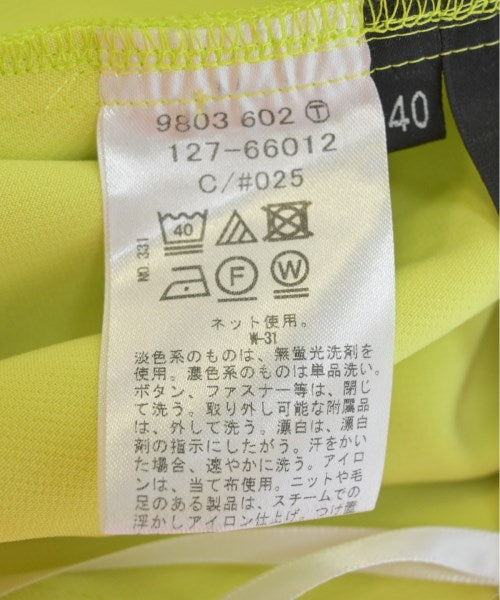 9803 602 Ⓣ
40
127-66012
C/#025
NO.331
40
F
W
ネット使用。
W-31
淡色系のものは、無蛍光洗剤を
使用。濃色系のものは単品洗い。
ボタン、ファスナー等は、閉じ
て洗う。取り外し可能な附属品
は、外して洗う。漂白は、漂白
剤の指示にしたがう。汗をかい
た場合、速やかに洗う。アイロ
ンは、当て布使用。ニットや毛
足のある製品は、スチームでの
浮かしアイロン仕上げ。つけ置